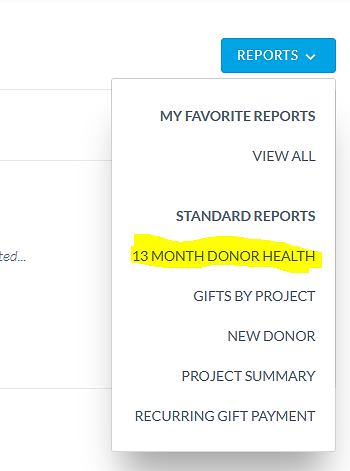 REPORTS
MY FAVORITE REPORTS
VIEW ALL
STANDARD REPORTS
ted...
13 MONTH DONOR HEALTH
GIFTS BY PROJECT
NEW DONOR
PROJECT SUMMARY
RECURRING GIFT PAYMENT